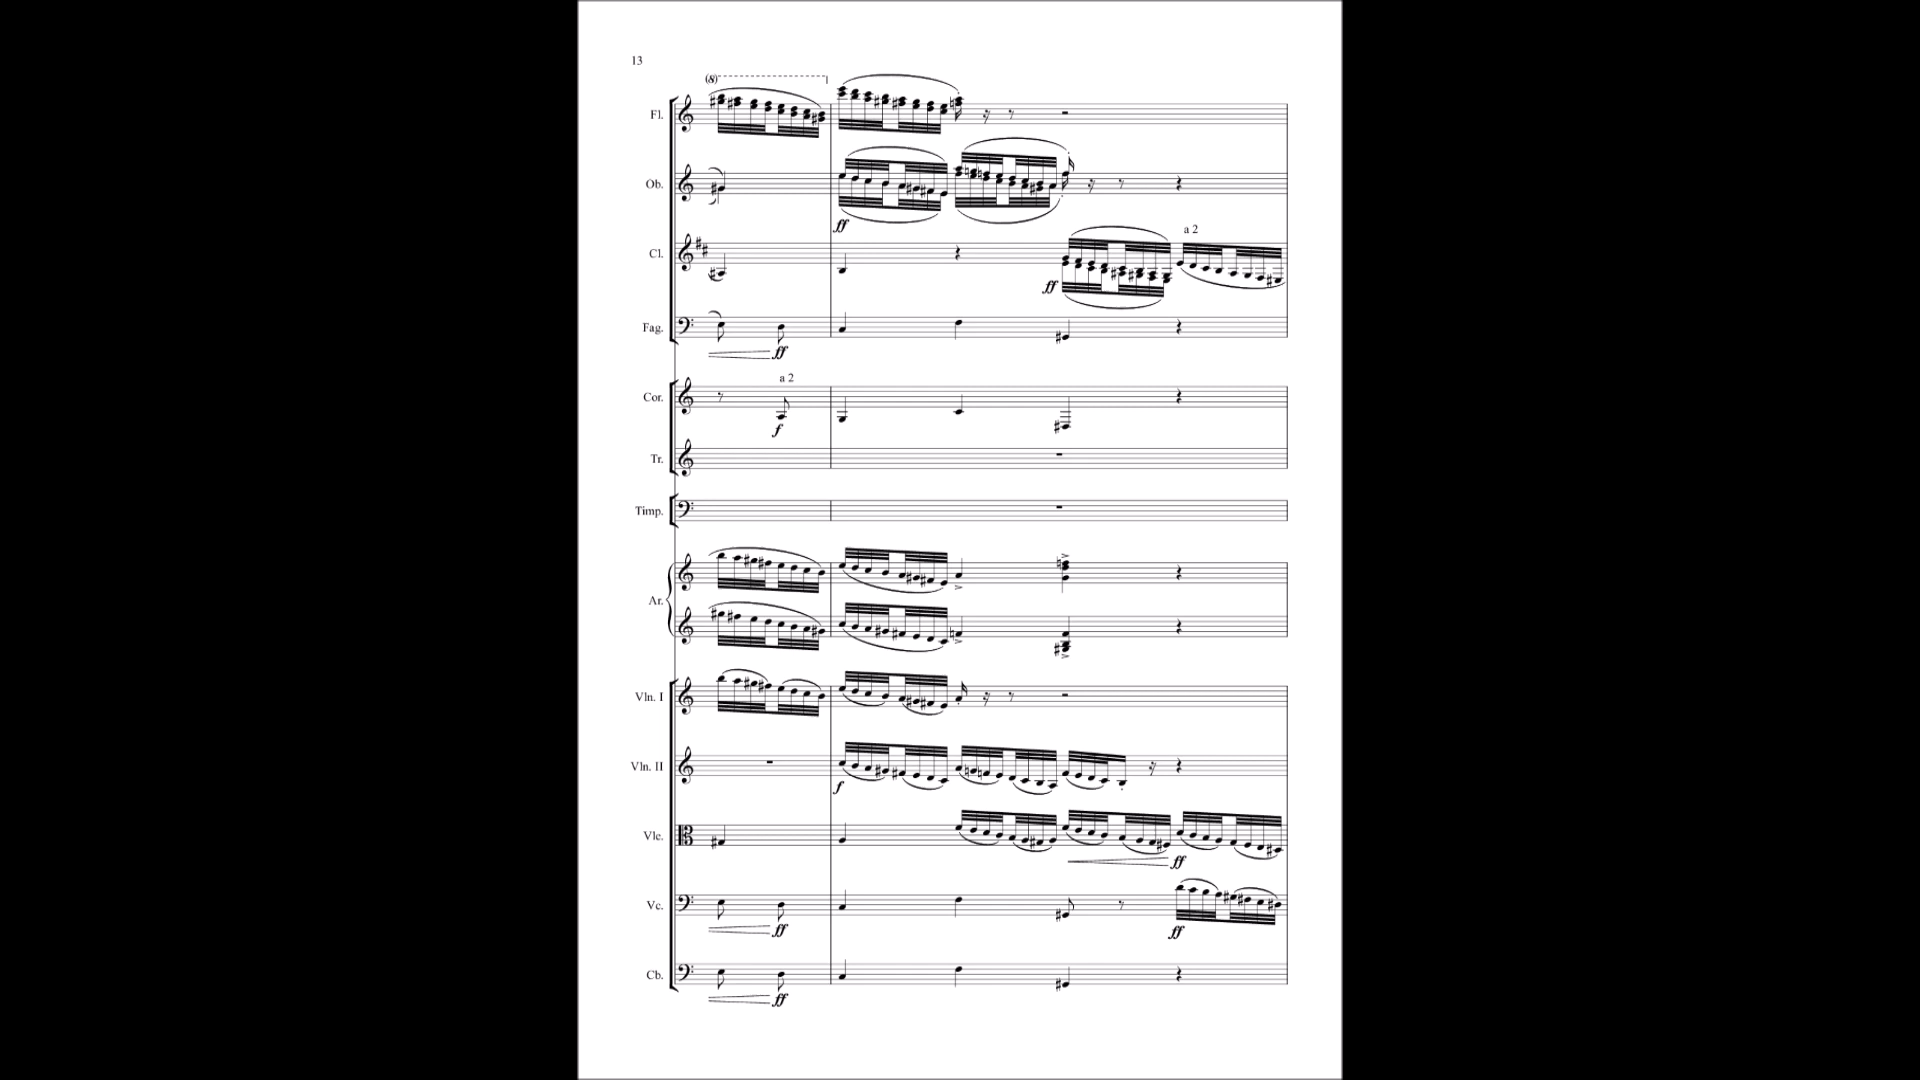 13
(8)
Fl.
Ob.
ff
a 2
Cl.
ff
Fag.
ff
a 2
Cor.
f
Tr.
Timp.
Ar.
Vln. I
Vln. II
f
Vlc.
ff
Vc.
ff
ff
Cb.
ff